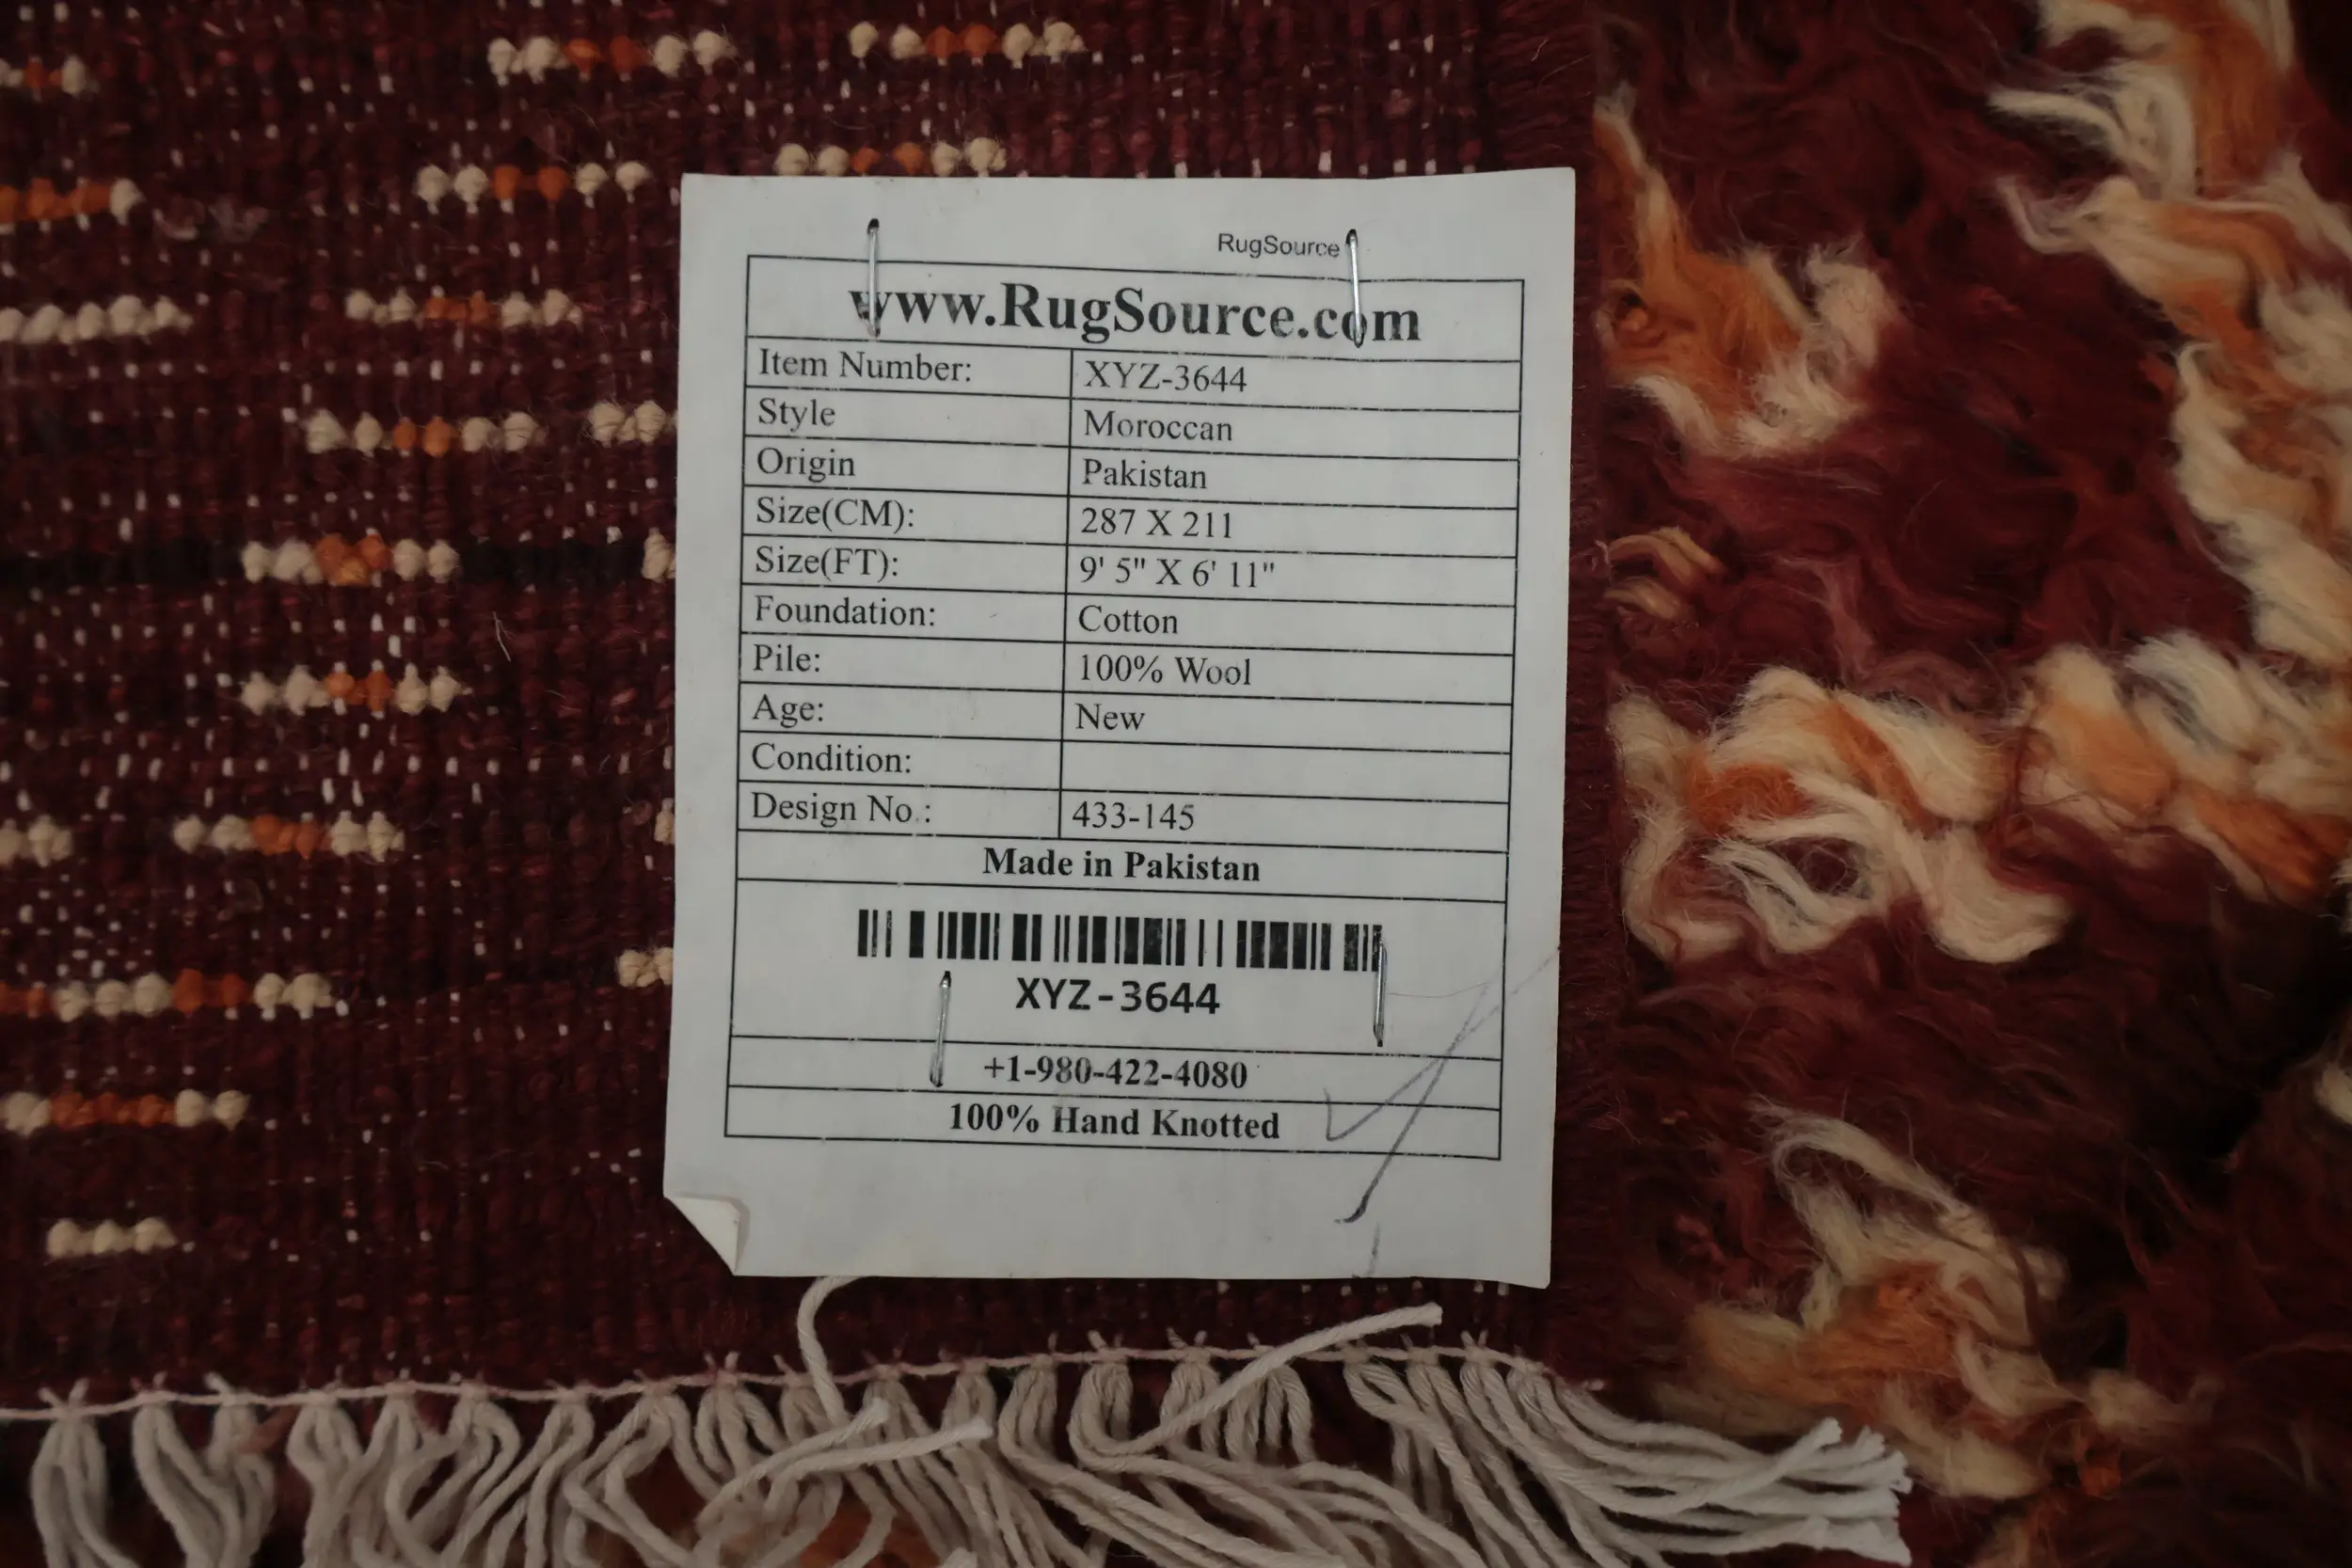 RugSource
www.RugSource.com
Item Number: XYZ-3644
Style Moroccan
Origin Pakistan
Size(CM): 287 X 211
Size(FT): 9' 5" X 6' 11"
Foundation: Cotton
Pile: 100% Wool
Age: New
Condition:
Design No.: 433-145
Made in Pakistan
XYZ-3644
+1-980-422-4080
100% Hand Knotted